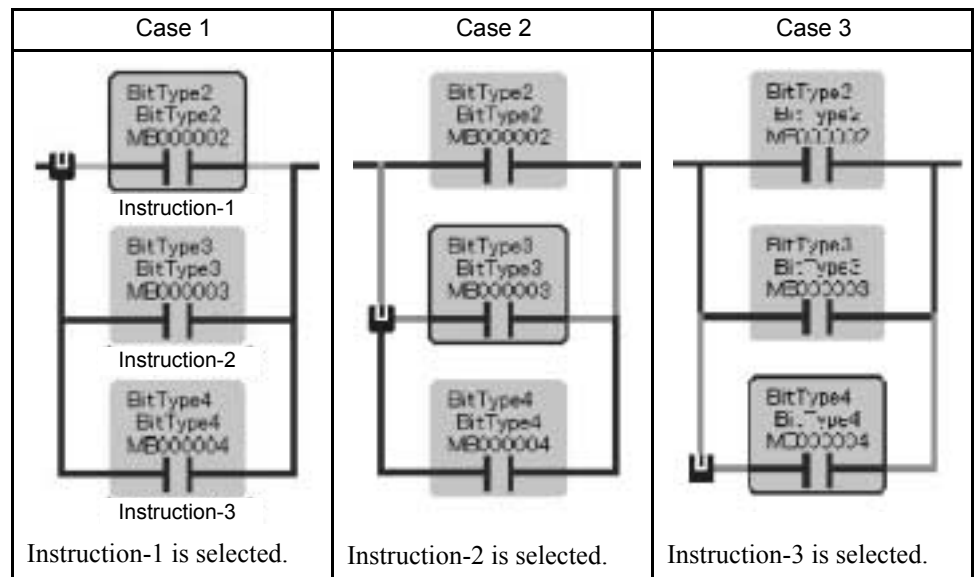 Case 1
Case 2
Case 3
BitType2
BitType2
MB000002
Instruction-1
BitType3
BitType3
MB000003
Instruction-2
BitType4
BitType4
MB000004
Instruction-3
Instruction-1 is selected.
BitType2
BitType2
MB000002
BitType3
BitType3
MB000003
BitType4
BitType4
MB000004
Instruction-2 is selected.
BitType2
BitType3
BitType4
Instruction-3 is selected.